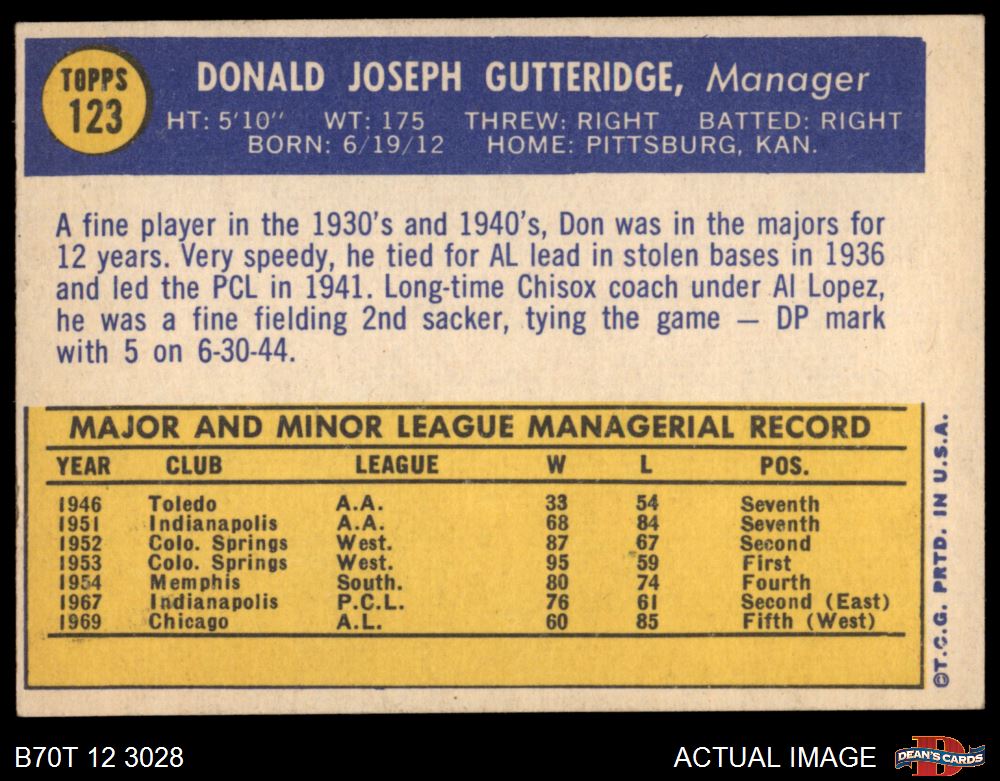 TOPPS
123
DONALD JOSEPH GUTTERIDGE, Manager
HT: 5'10" WT: 175 THREW: RIGHT BATTED: RIGHT
BORN: 6/19/12 HOME: PITTSBURG, KAN.
A fine player in the 1930's and 1940's, Don was in the majors for
12 years. Very speedy, he tied for AL lead in stolen bases in 1936
and led the PCL in 1941. Long-time Chisox coach under Al Lopez,
he was a fine fielding 2nd sacker, tying the game — DP mark
with 5 on 6-30-44.
MAJOR AND MINOR LEAGUE MANAGERIAL RECORD
YEAR CLUB LEAGUE W L POS.
1946 Toledo A.A. 33 54 Seventh
1951 Indianapolis A.A. 68 84 Seventh
1952 Colo. Springs West. 87 67 Second
1953 Colo. Springs West. 95 59 First
1954 Memphis South. 80 74 Fourth
1967 Indianapolis P.C.L. 76 61 Second (East)
1969 Chicago A.L. 60 85 Fifth (West)
©T.C.G. PRTD. IN U.S.A.
B70T 12 3028
ACTUAL IMAGE
D
DEAN'S CARDS